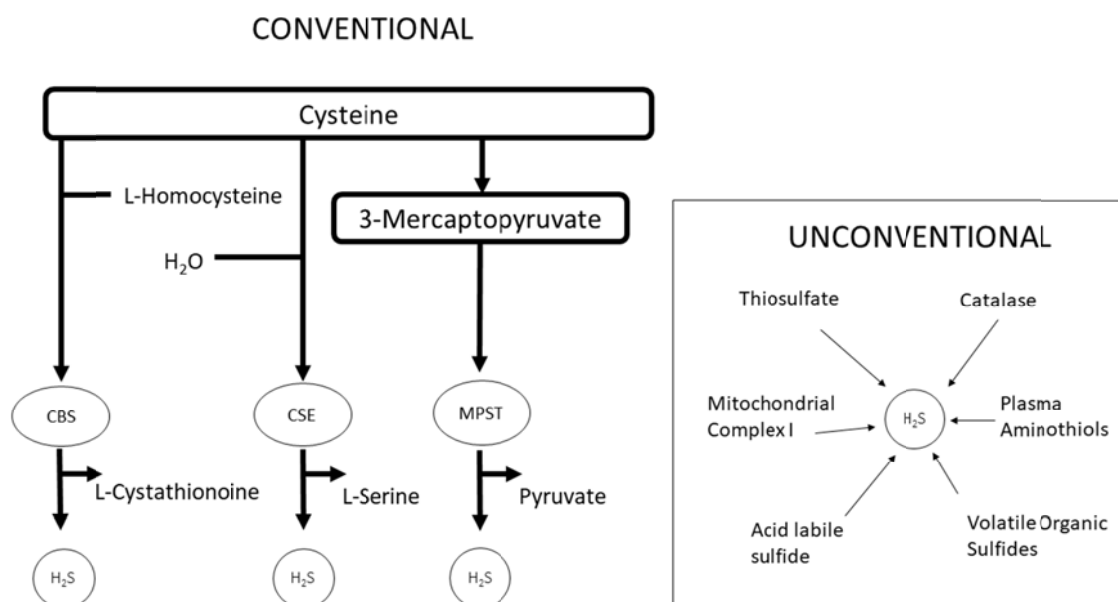 CONVENTIONAL
Cysteine
L-Homocysteine
3-Mercaptopyruvate
H₂O
CBS
CSE
MPST
L-Cystathionoine
L-Serine
Pyruvate
H₂S
H₂S
H₂S
UNCONVENTIONAL
Thiosulfate
Catalase
Mitochondrial
Complex I
H₂S
Plasma
Aminothiols
Acid labile
sulfide
Volatile Organic
Sulfides